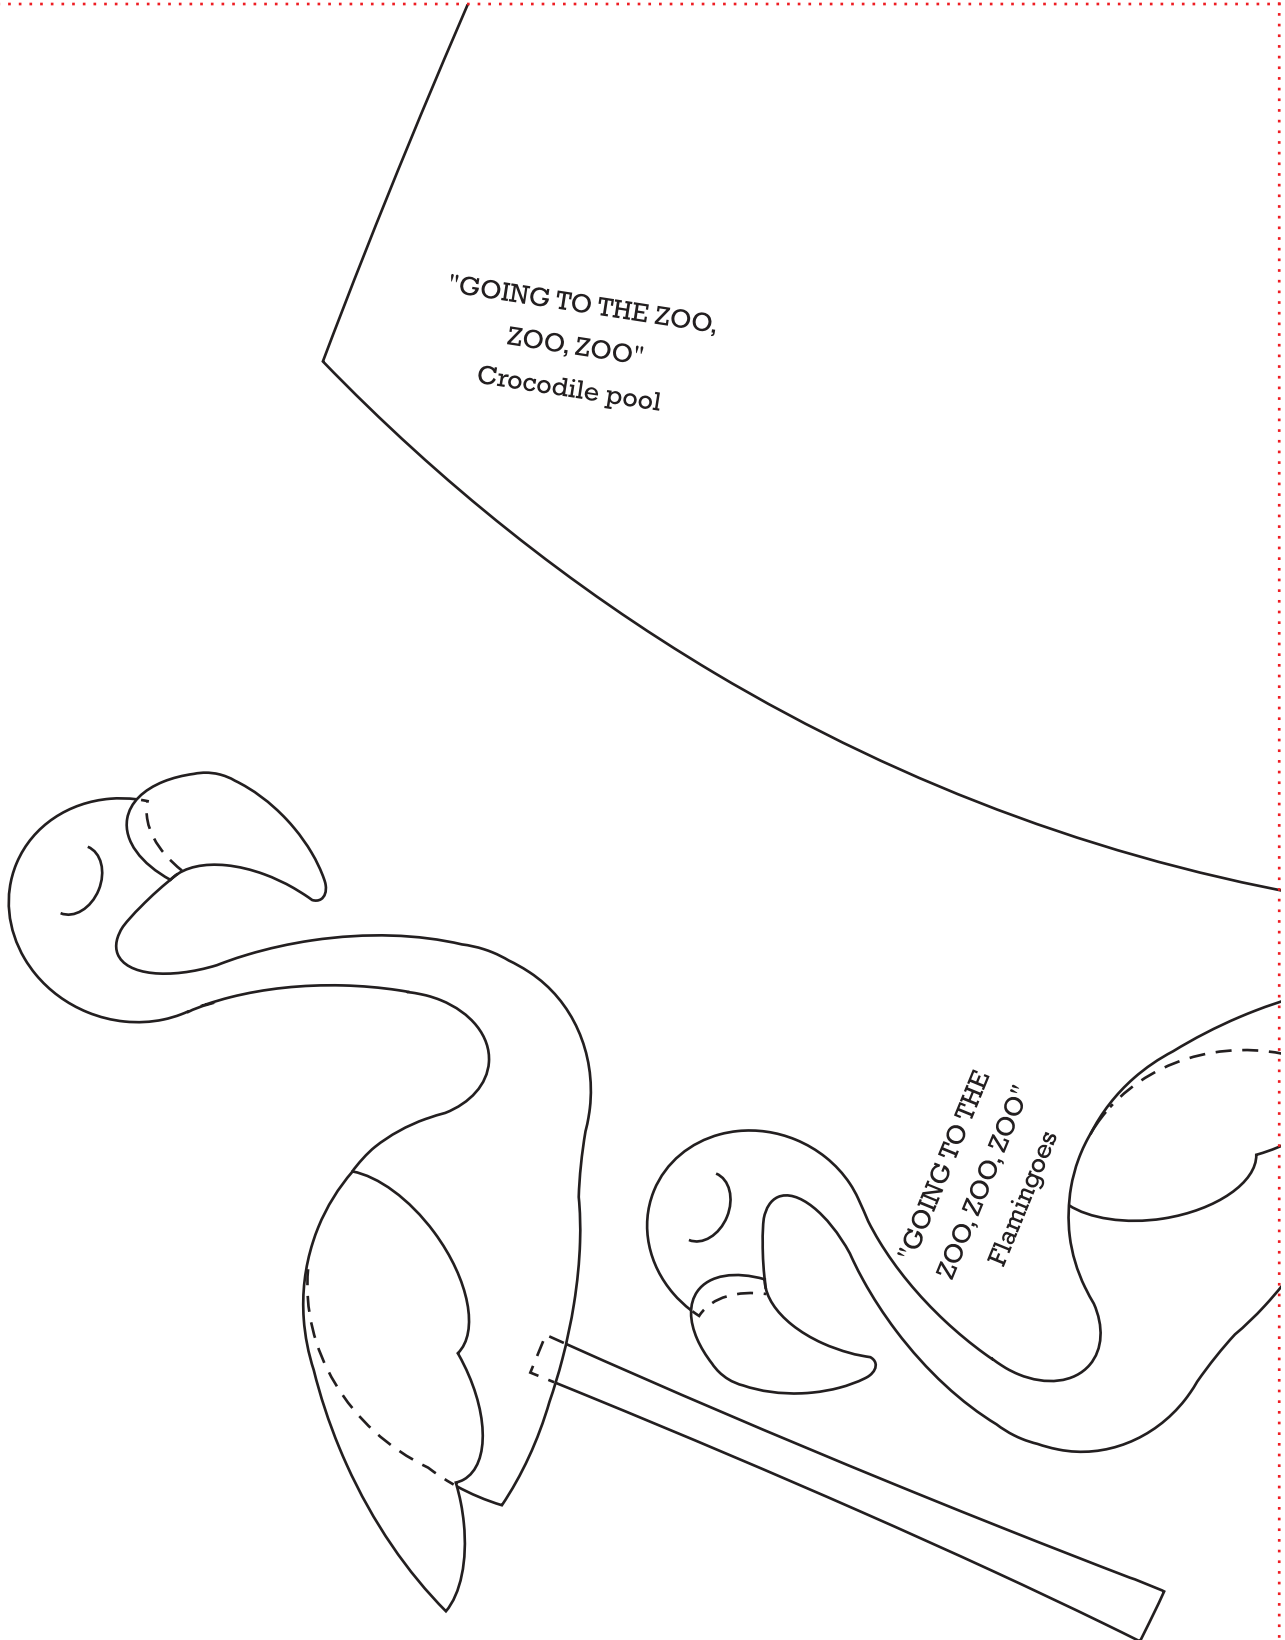 "GOING TO THE ZOO,
ZOO, ZOO"
Crocodile pool
"GOING TO THE
ZOO, ZOO, ZOO"
Flamingoes